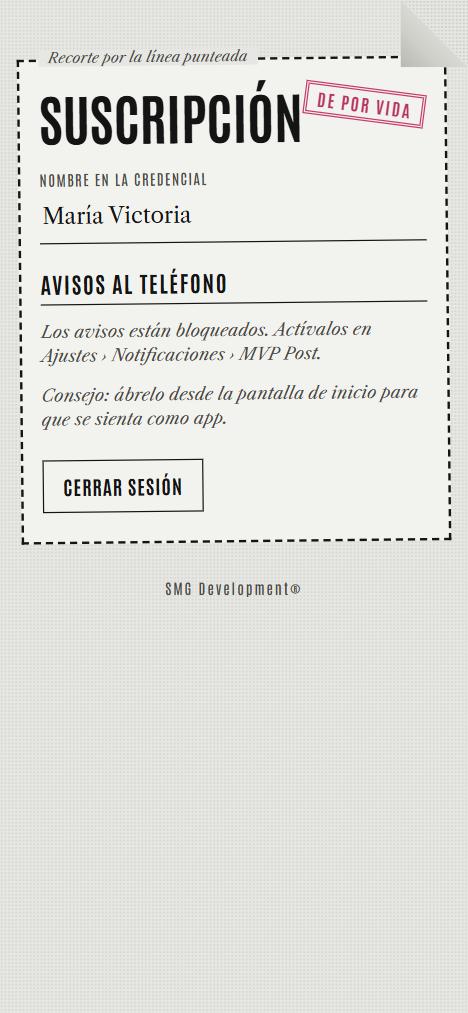 Recorte por la línea punteada
SUSCRIPCIÓN
DE POR VIDA
NOMBRE EN LA CREDENCIAL
María Victoria
AVISOS AL TELÉFONO
Los avisos están bloqueados. Actívalos en
Ajustes › Notificaciones › MVP Post.
Consejo: ábrelo desde la pantalla de inicio para
que se sienta como app.
CERRAR SESIÓN
SMG Development®